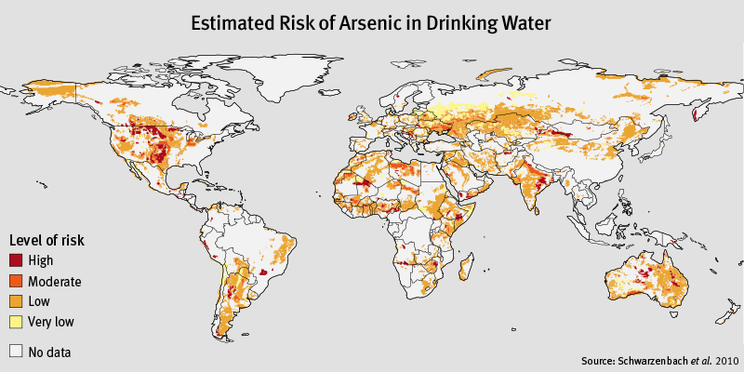 Estimated Risk of Arsenic in Drinking Water
Level of risk
High
Moderate
Low
Very low
No data
Source: Schwarzenbach et al. 2010